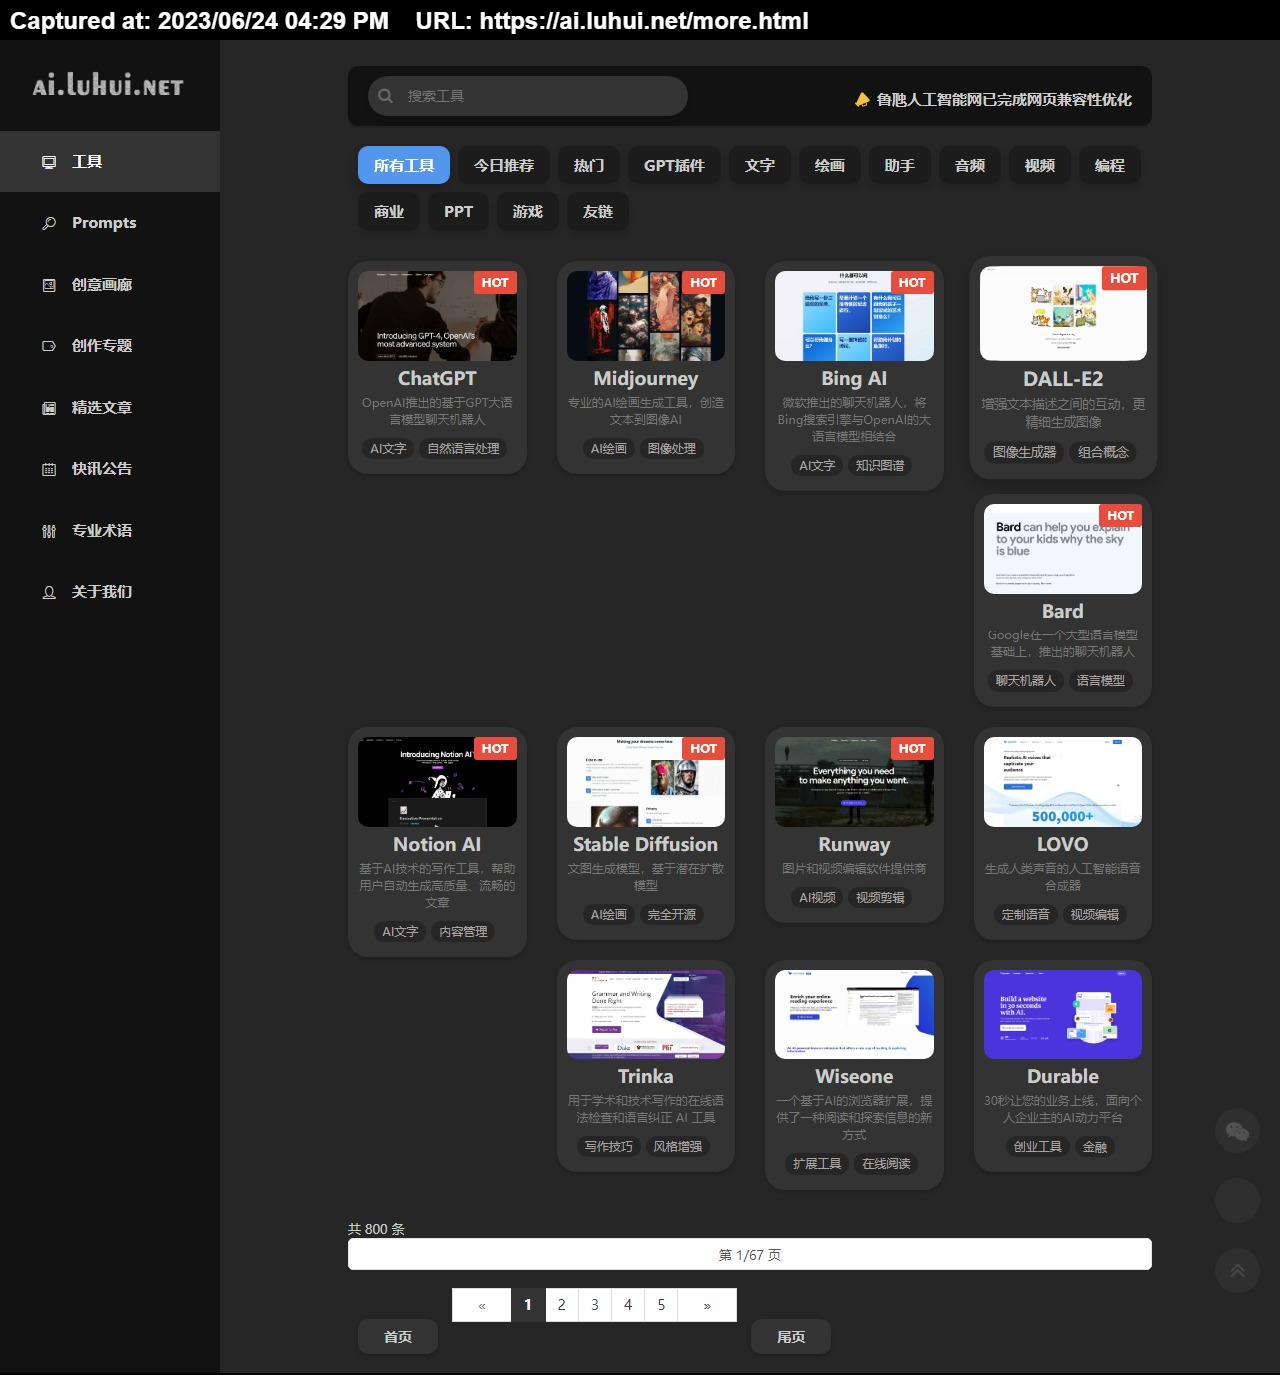 Captured at: 2023/06/24 04:29 PM URL: https://ai.luhui.net/more.html
ai.luhui.net
搜索工具
鲁虺人工智能网已完成网页兼容性优化
工具
Prompts
创意画廊
创作专题
精选文章
快讯公告
专业术语
关于我们
所有工具 今日推荐 热门 GPT插件 文字 绘画 助手 音频 视频 编程
商业 PPT 游戏 友链
HOT
Introducing GPT-4, OpenAI's
most advanced system
ChatGPT
OpenAI推出的基于GPT大语
言模型聊天机器人
AI文字 自然语言处理
HOT
Midjourney
专业的AI绘画生成工具，创造
文本到图像AI
AI绘画 图像处理
HOT
什么都可以问
Bing AI
微软推出的聊天机器人，将
Bing搜索引擎与OpenAI的大
语言模型相结合
AI文字 知识图谱
HOT
DALL-E2
增强文本描述之间的互动，更
精细生成图像
图像生成器 组合概念
HOT
Bard can help you explain
to your kids why the sky
is blue
Bard
Google在一个大型语言模型
基础上，推出的聊天机器人
聊天机器人 语言模型
HOT
Introducing Notion AI
Notion AI
基于AI技术的写作工具，帮助
用户自动生成高质量、流畅的
文章
AI文字 内容管理
HOT
Making your dreams come true
Stable Diffusion
文图生成模型，基于潜在扩散
模型
AI绘画 完全开源
HOT
Everything you need
to make anything you want.
Runway
图片和视频编辑软件提供商
AI视频 视频剪辑
Realistic AI voices that
captivate your
audience
500,000+
LOVO
生成人类声音的人工智能语音
合成器
定制语音 视频编辑
Grammar and Writing
Done Right
Duke
Trinka
用于学术和技术写作的在线语
法检查和语言纠正 AI 工具
写作技巧 风格增强
Enrich your online
reading experience
Wiseone
一个基于AI的浏览器扩展，提
供了一种阅读和探索信息的新
方式
扩展工具 在线阅读
Build a website
in 30 seconds
with AI.
Durable
30秒让您的业务上线，面向个
人企业主的AI动力平台
创业工具 金融
共 800 条
第 1/67 页
« 1 2 3 4 5 »
首页 尾页